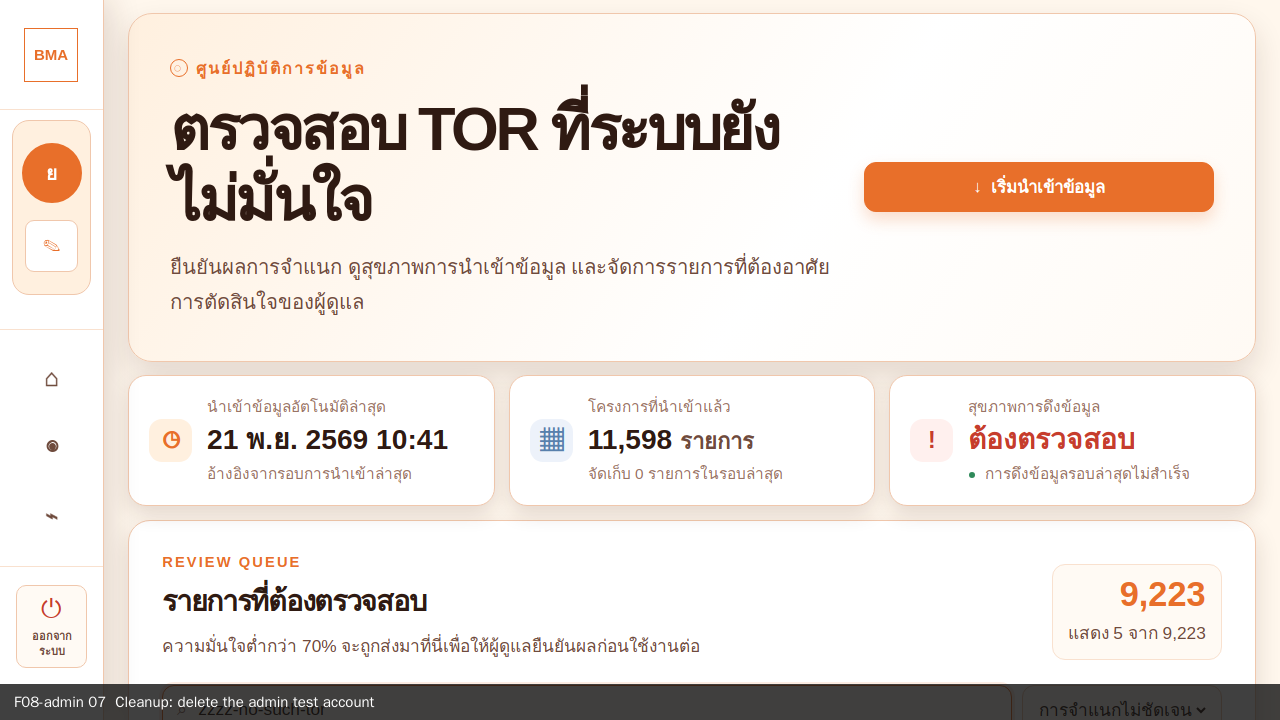 BMA
ย
ออกจาก
ระบบ
ศูนย์ปฏิบัติการข้อมูล
ตรวจสอบ TOR ที่ระบบยัง
ไม่มั่นใจ
ยืนยันผลการจำแนก ดูสุขภาพการนำเข้าข้อมูล และจัดการรายการที่ต้องอาศัย
การตัดสินใจของผู้ดูแล
↓ เริ่มนำเข้าข้อมูล
นำเข้าข้อมูลอัตโนมัติล่าสุด
21 พ.ย. 2569 10:41
อ้างอิงจากรอบการนำเข้าล่าสุด
โครงการที่นำเข้าแล้ว
11,598 รายการ
จัดเก็บ 0 รายการในรอบล่าสุด
!
สุขภาพการดึงข้อมูล
ต้องตรวจสอบ
การดึงข้อมูลรอบล่าสุดไม่สำเร็จ
REVIEW QUEUE
รายการที่ต้องตรวจสอบ
ความมั่นใจต่ำกว่า 70% จะถูกส่งมาที่นี่เพื่อให้ผู้ดูแลยืนยันผลก่อนใช้งานต่อ
9,223
แสดง 5 จาก 9,223
zzzz-no-such-tor
การจำแนกไม่ชัดเจน
F08-admin 07 Cleanup: delete the admin test account